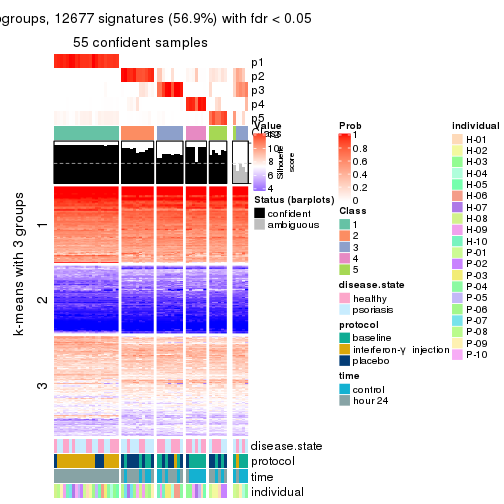 ogroups, 12677 signatures (56.9%) with fdr < 0.05
55 confident samples
p1
p2
p3
p4
p5
Class
Silhouette
score
k-means with 3 groups
1
2
3
disease.state
protocol
time
individual
Value
12
10
8
6
4
Status (barplots)
confident
ambiguous
Prob
1
0.8
0.6
0.4
0.2
0
Class
1
2
3
4
5
disease.state
healthy
psoriasis
protocol
baseline
interferon-γ injection
placebo
time
control
hour 24
individual
H-01
H-02
H-03
H-04
H-05
H-06
H-07
H-08
H-09
H-10
P-01
P-02
P-03
P-04
P-05
P-06
P-07
P-08
P-09
P-10